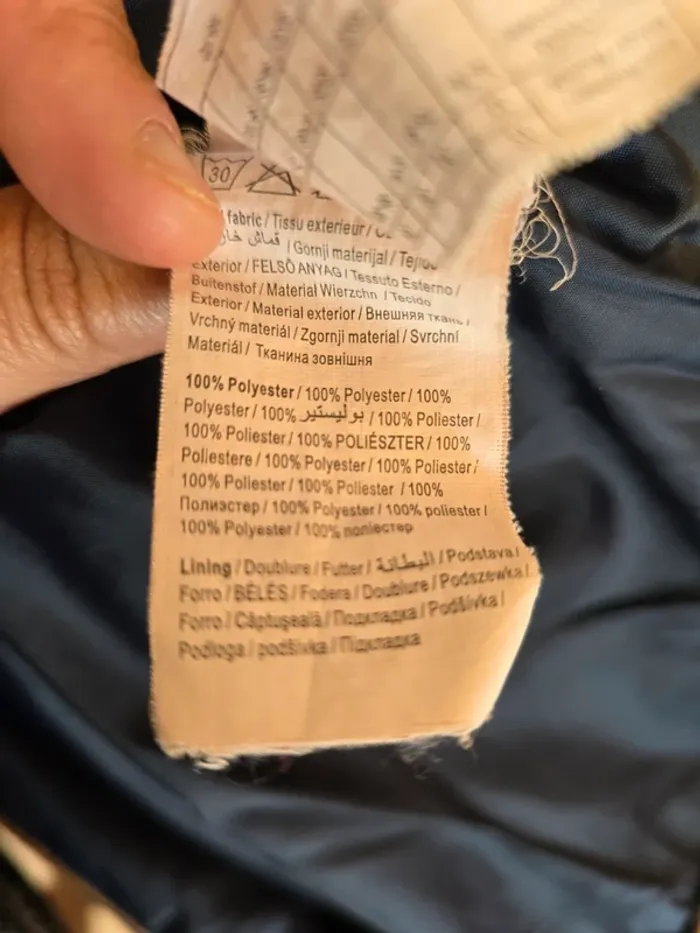 30
fabric / Tissu exterieur /
قماش / Gornji materijal /
Exterior / FELSŐ ANYAG / Tessuto Esterno /
Buitenstof / Materiał Wierzchn / Tecido
Exterior / Material exterior / Внешняя ткань /
Vrchný materiál / Zgornji material / Svrchní
Materiál / Тканина зовнішня
100% Polyester / 100% Polyester / 100%
Polyester / 100% بوليستير / 100% Poliester /
100% Poliester / 100% POLIÉSZTER / 100%
Poliestere / 100% Polyester / 100% Poliester /
100% Poliester / 100% Poliester / 100%
Полиэстер / 100% Polyester / 100% poliester /
100% Polyester / 100% поліестер
Lining / Doublure / Futter / البطانة / Podstava /
Forro / BÉLÉS / Fodera / Doublure / Podszewka /
Forro / Căptuşeală / Подкладка / Podšívka /
Podloga / podšívka / Підкладка